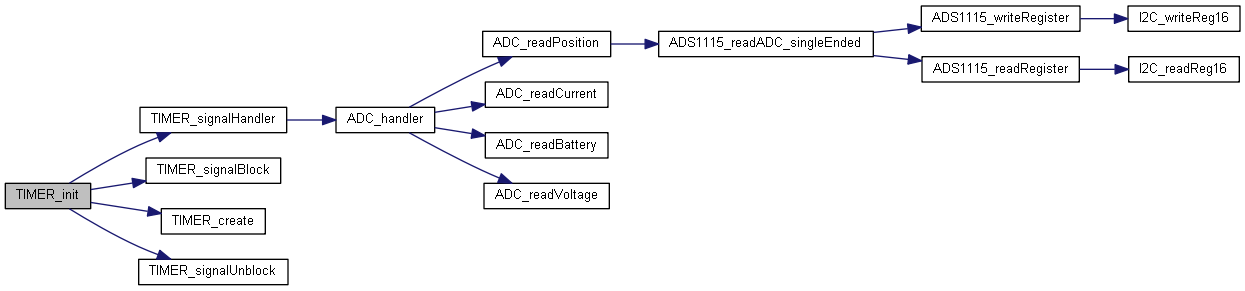 TIMER_init
TIMER_signalHandler
TIMER_signalBlock
TIMER_create
TIMER_signalUnblock
ADC_handler
ADC_readPosition
ADC_readCurrent
ADC_readBattery
ADC_readVoltage
ADS1115_readADC_singleEnded
ADS1115_writeRegister
ADS1115_readRegister
I2C_writeReg16
I2C_readReg16